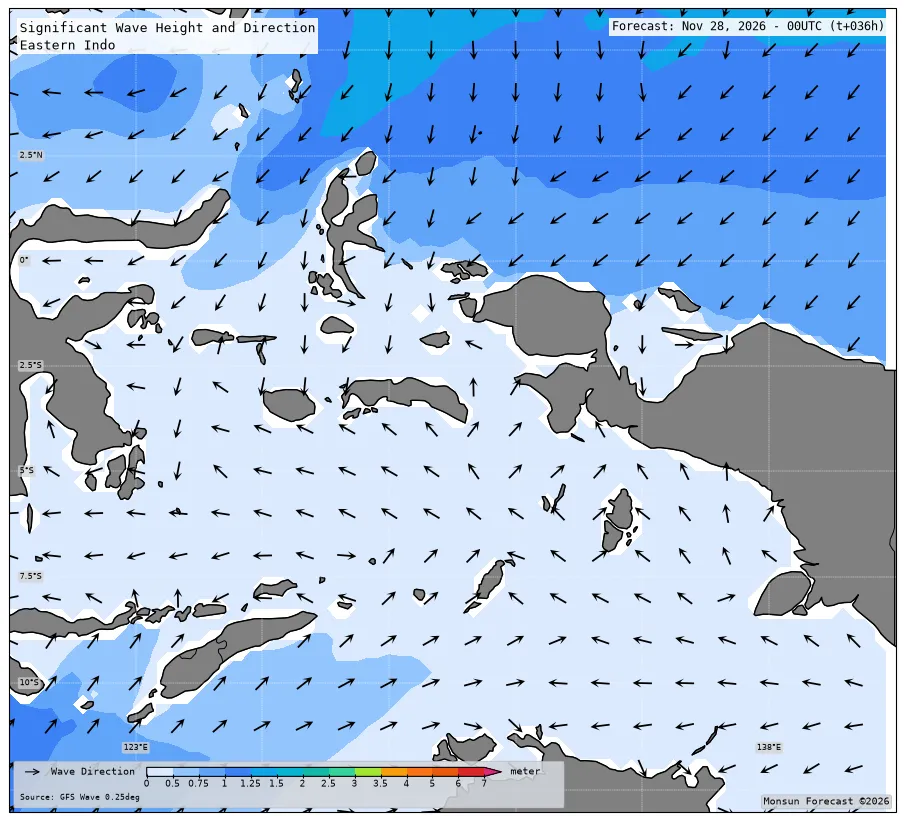 Significant Wave Height and Direction
Eastern Indo
Forecast: Nov 28, 2026 - 00UTC (t+036h)
2.5°N
0°
2.5°S
5°S
7.5°S
10°S
123°E
138°E
Wave Direction
meter
0 0.5 0.75 1 1.25 1.5 2 2.5 3 3.5 4 5 6 7
Source: GFS Wave 0.25deg
Monsun Forecast ©2026